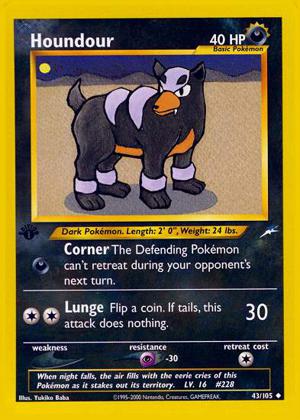 Houndour
40 HP
Basic Pokémon
Dark Pokémon. Length: 2' 0", Weight: 24 lbs.
Corner The Defending Pokémon
can't retreat during your opponent's
next turn.
Lunge Flip a coin. If tails, this
attack does nothing.
30
weakness
resistance
retreat cost
-30
When night falls, the air fills with the eerie cries of this
Pokémon as it stakes out its territory. LV. 16 #228
Illus. Yukiko Baba
©1995-2000 Nintendo, Creatures, GAMEFREAK.
43/105